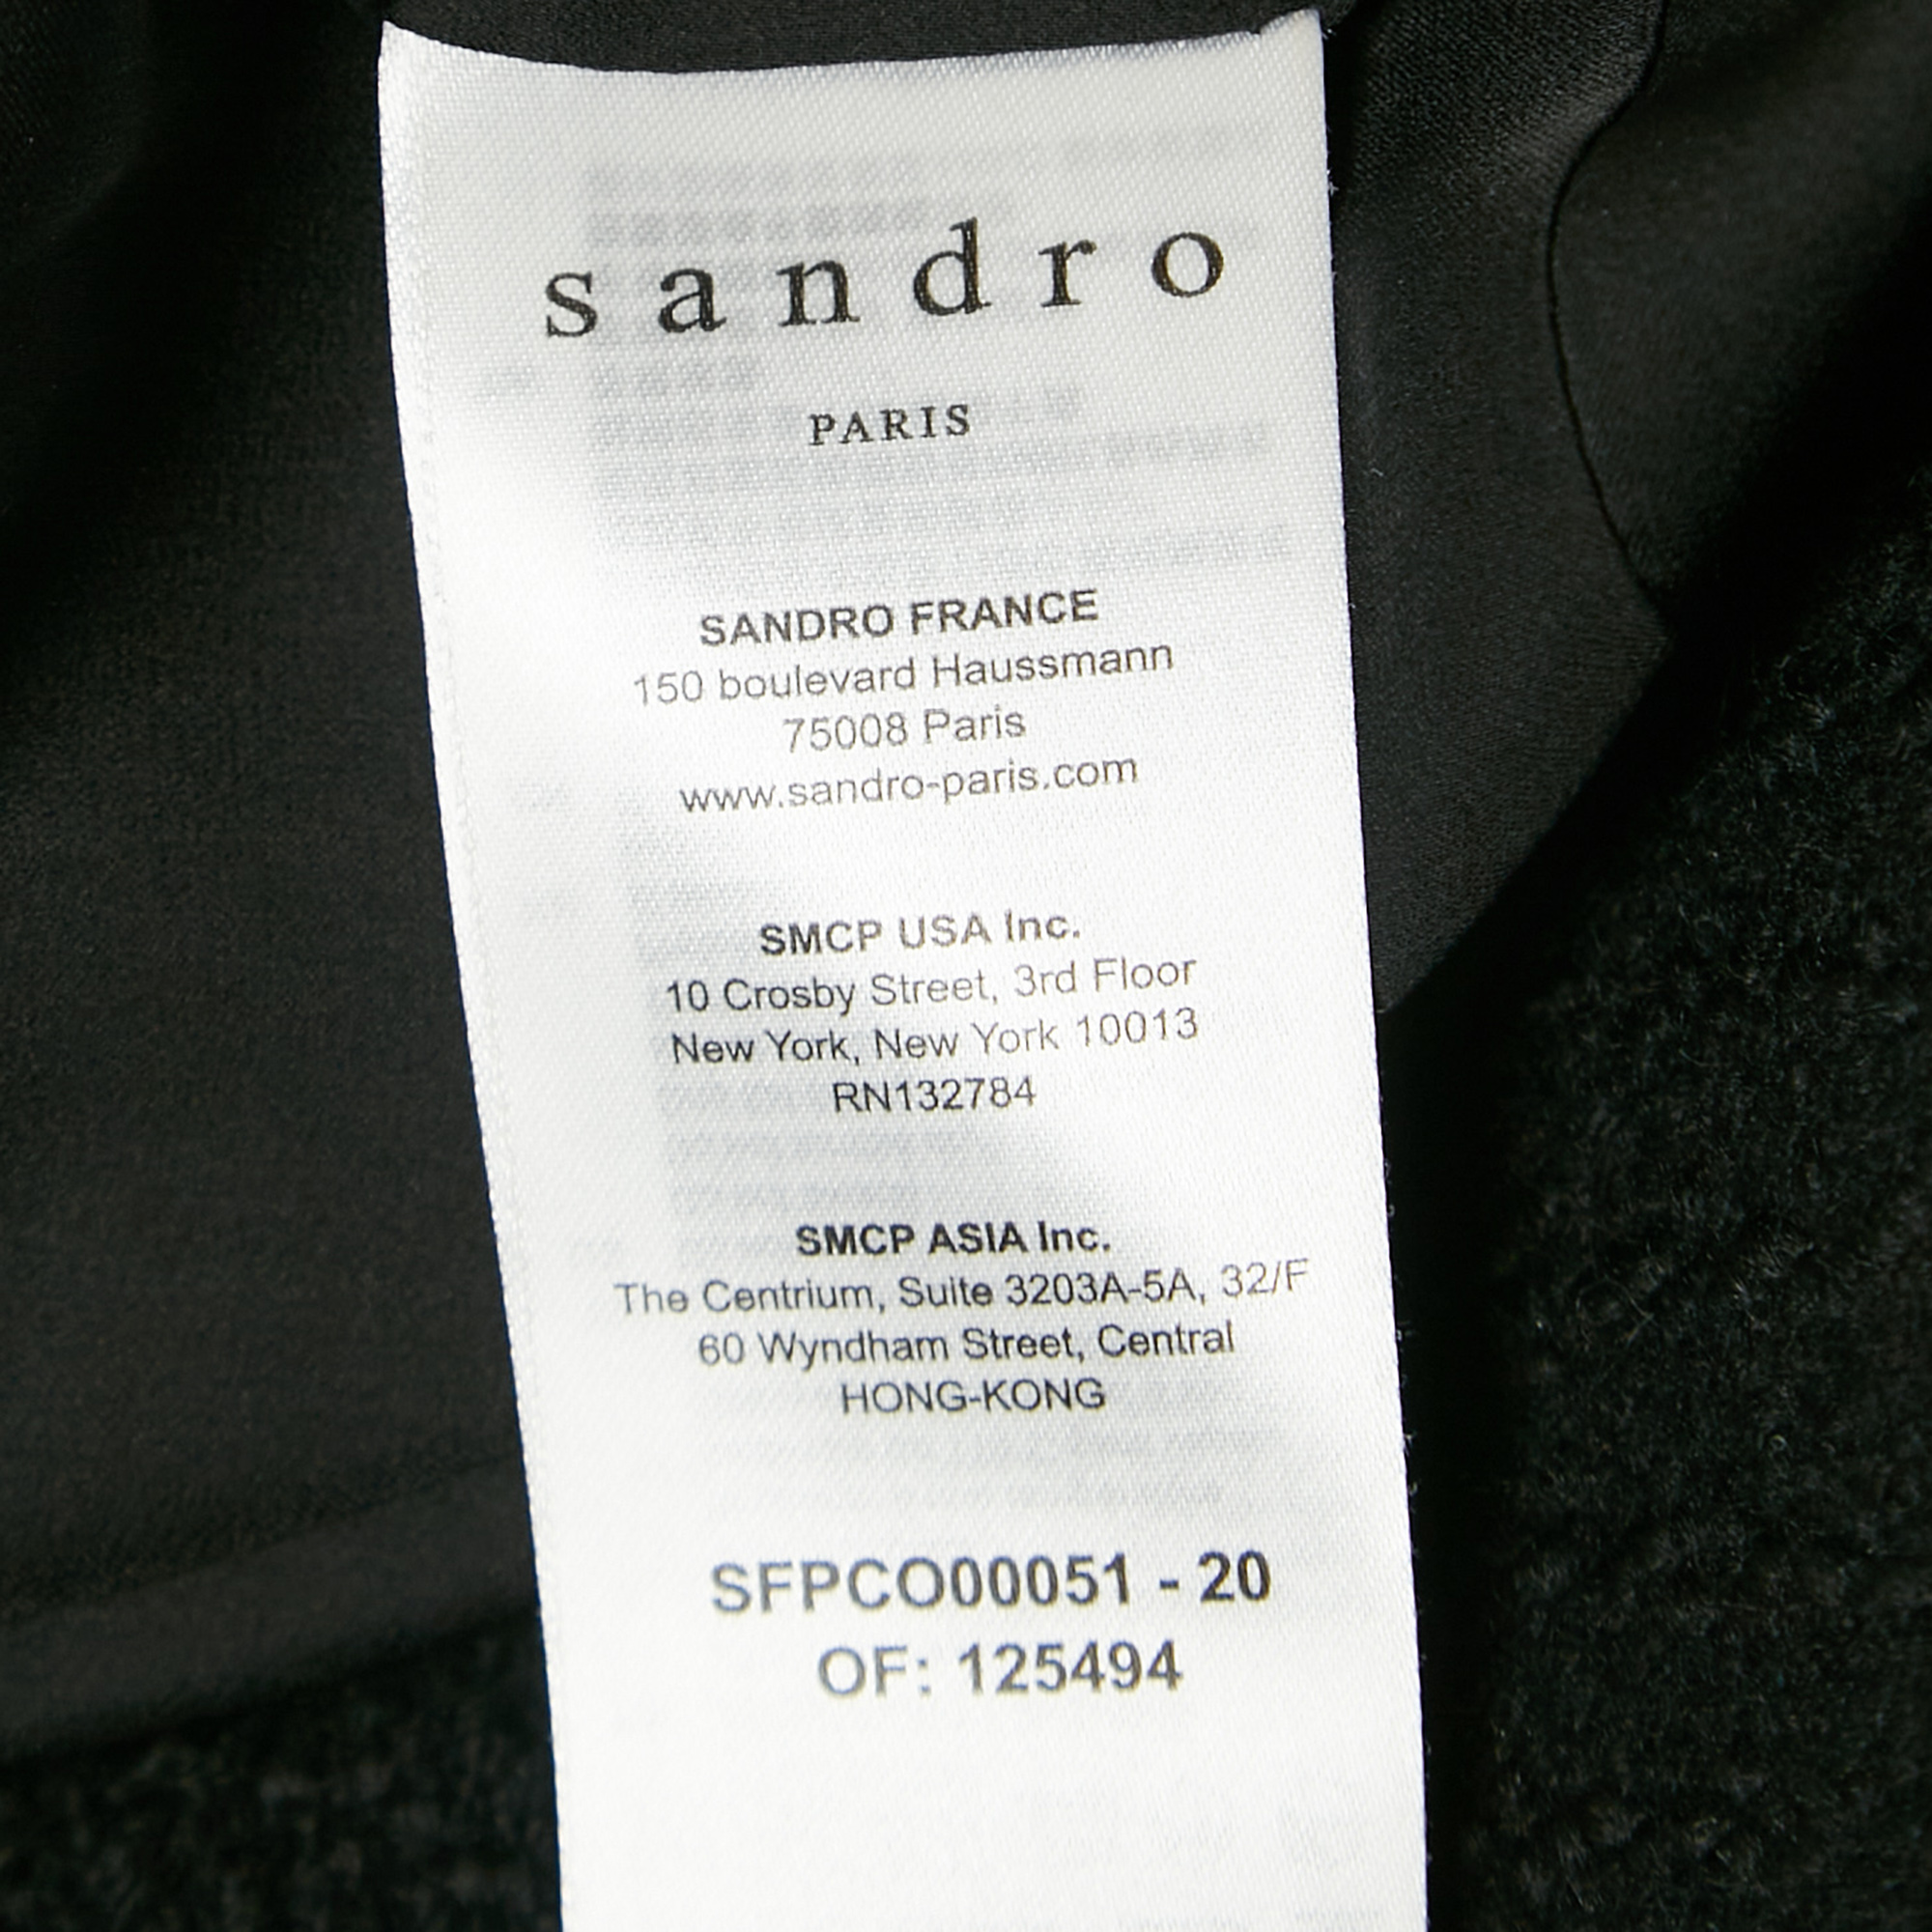 sandro
PARIS
SANDRO FRANCE
150 boulevard Haussmann
75008 Paris
www.sandro-paris.com
SMCP USA Inc.
10 Crosby Street, 3rd Floor
New York, New York 10013
RN132784
SMCP ASIA Inc.
The Centrium, Suite 3203A-5A, 32/F
60 Wyndham Street, Central
HONG-KONG
SFPCO00051 - 20
OF: 125494